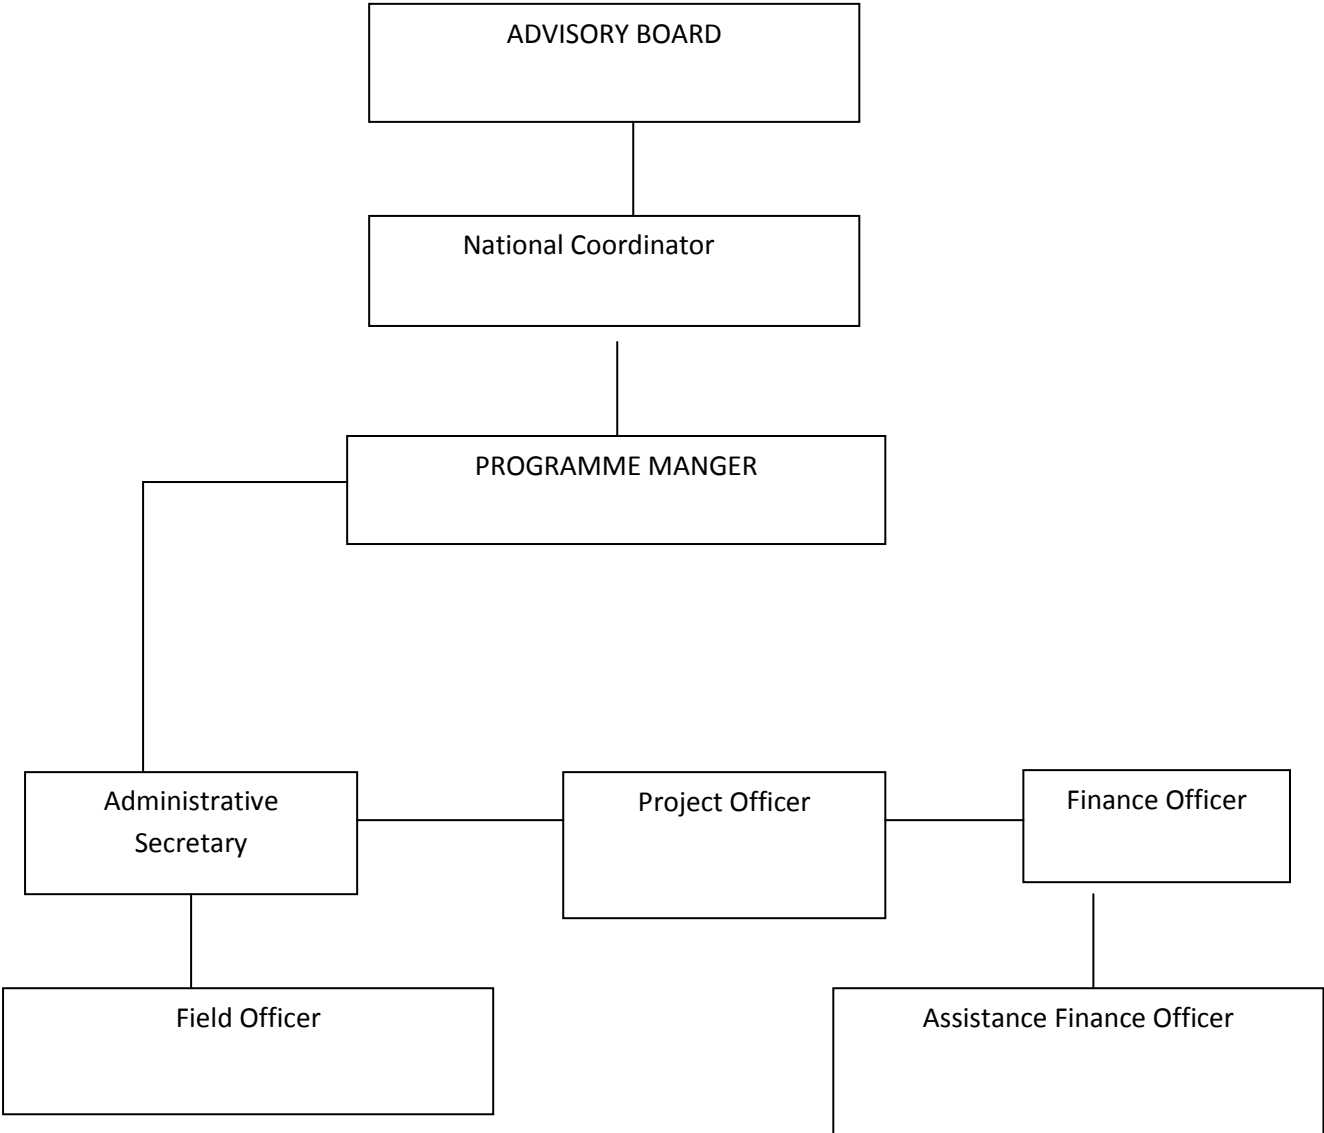 ADVISORY BOARD
National Coordinator
PROGRAMME MANGER
Administrative
Secretary
Project Officer
Finance Officer
Field Officer
Assistance Finance Officer